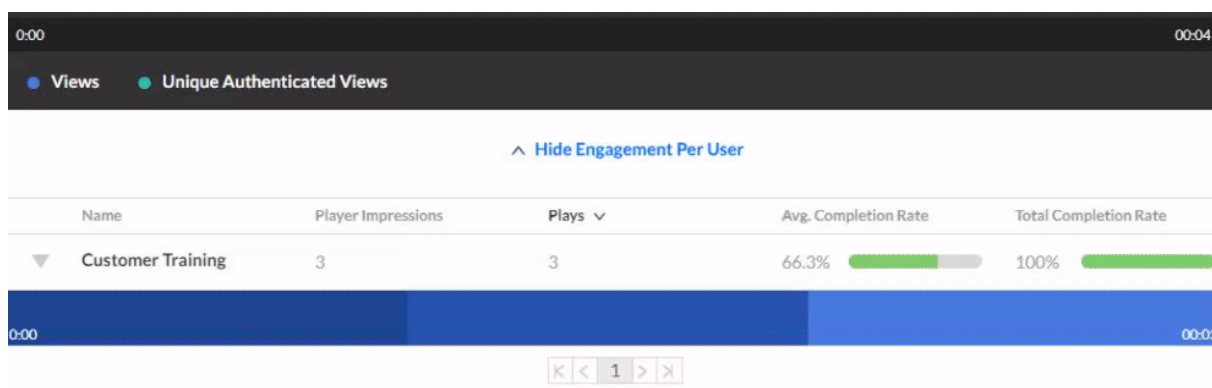 0:00 00:04
Views Unique Authenticated Views
Hide Engagement Per User
Name Player Impressions Plays Avg. Completion Rate Total Completion Rate
Customer Training 3 3 66.3% 100%
0:00
1